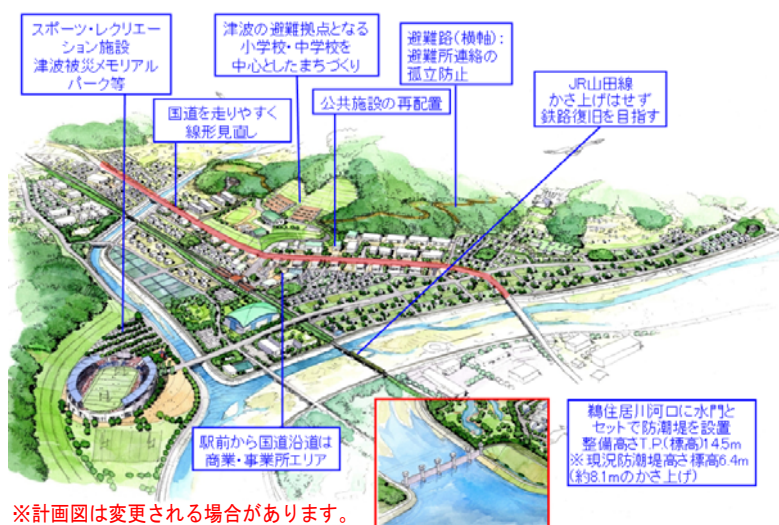 スポーツ・レクリエー
ション施設
津波被災メモリアル
パーク等
津波の避難拠点となる
小学校・中学校を
中心としたまちづくり
避難路(横軸):
避難所連絡の
孤立防止
国道を走りやすく
線形見直し
公共施設の再配置
JR山田線
かさ上げはせず
鉄路復旧を目指す
駅前から国道沿道は
商業・事業所エリア
鵜住居川河口に水門と
セットで防潮堤を設置
整備高さT.P(標高)14.5m
※現況防潮堤高さ標高6.4m
(約8.1mのかさ上げ)
※計画図は変更される場合があります。